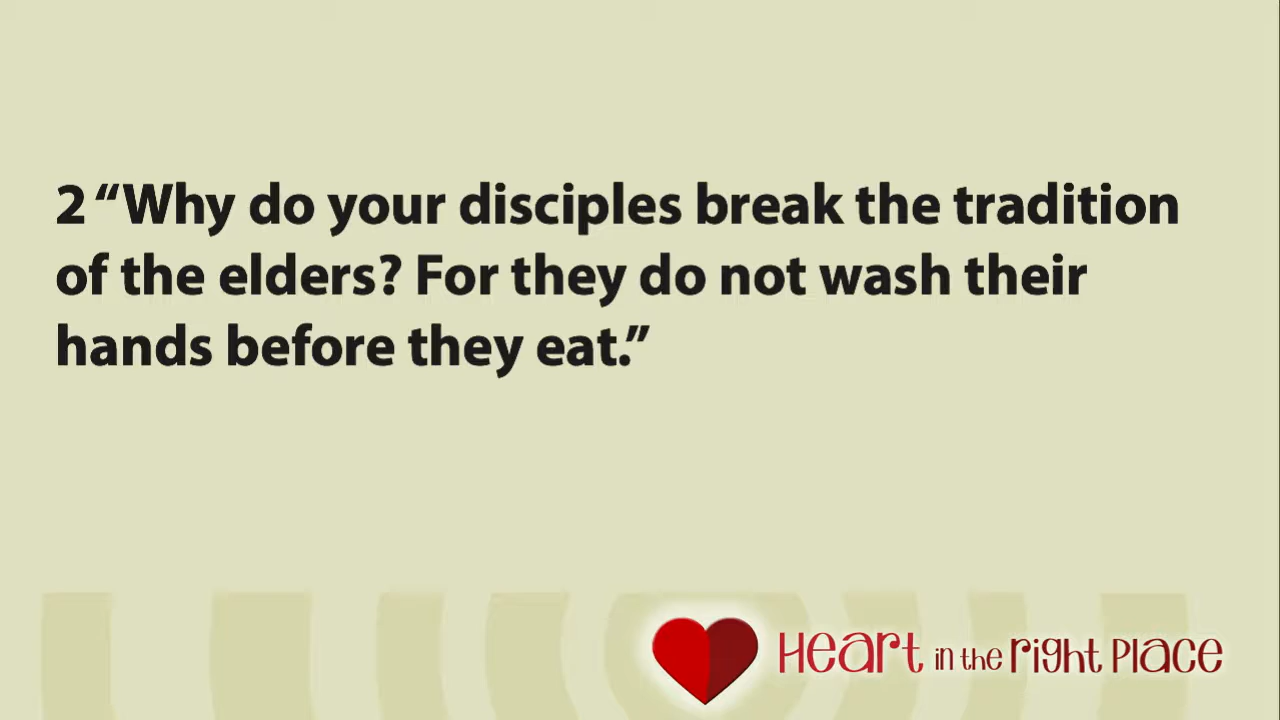 2 “Why do your disciples break the tradition
of the elders? For they do not wash their
hands before they eat.”
Heart in the right Place